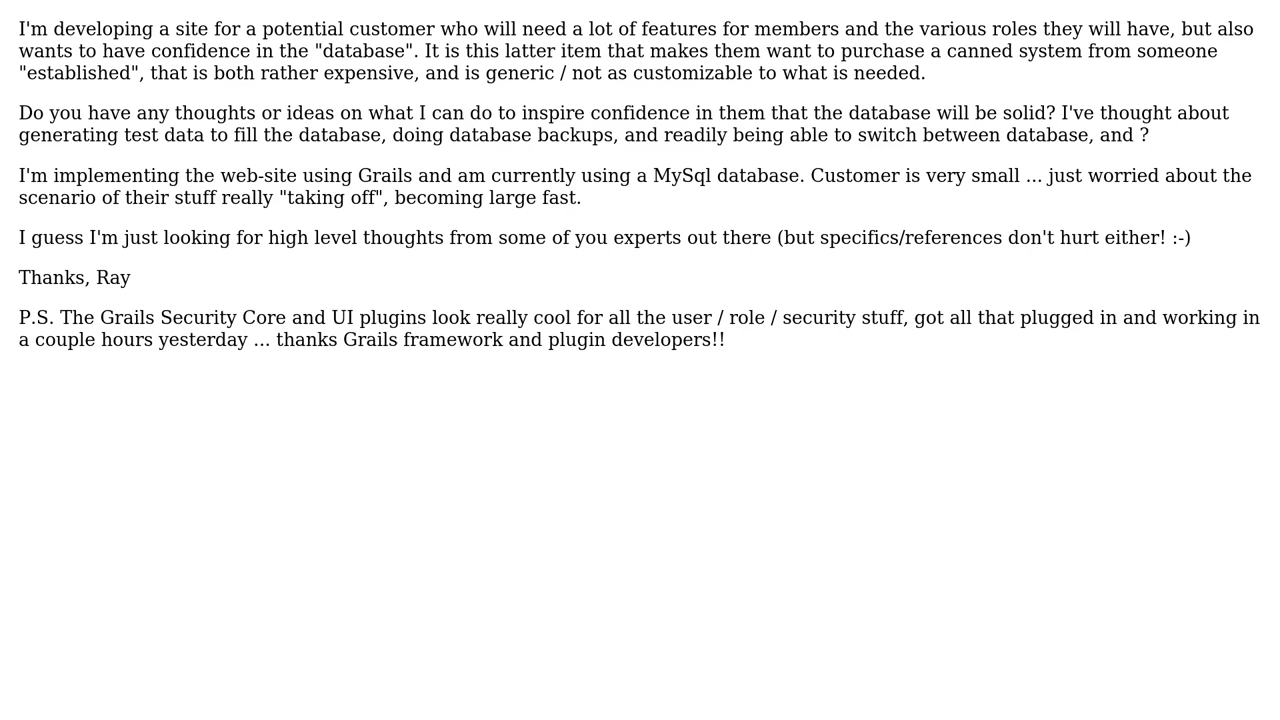 I'm developing a site for a potential customer who will need a lot of features for members and the various roles they will have, but also
wants to have confidence in the "database". It is this latter item that makes them want to purchase a canned system from someone
"established", that is both rather expensive, and is generic / not as customizable to what is needed.
Do you have any thoughts or ideas on what I can do to inspire confidence in them that the database will be solid? I've thought about
generating test data to fill the database, doing database backups, and readily being able to switch between database, and ?
I'm implementing the web-site using Grails and am currently using a MySql database. Customer is very small ... just worried about the
scenario of their stuff really "taking off", becoming large fast.
I guess I'm just looking for high level thoughts from some of you experts out there (but specifics/references don't hurt either! :-)
Thanks, Ray
P.S. The Grails Security Core and UI plugins look really cool for all the user / role / security stuff, got all that plugged in and working in
a couple hours yesterday ... thanks Grails framework and plugin developers!!